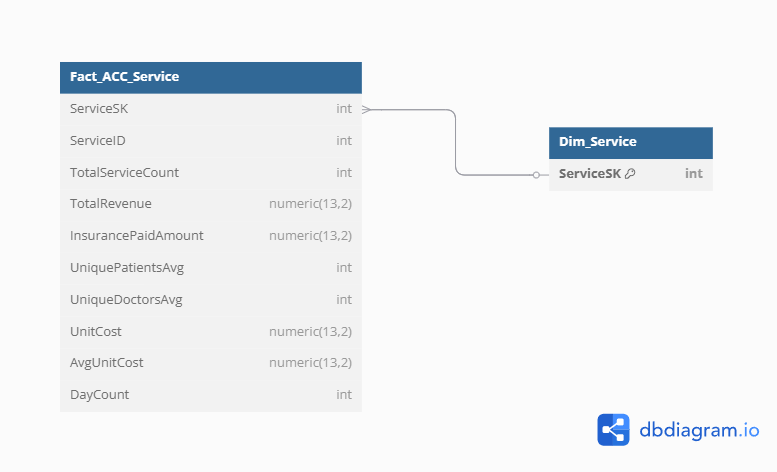 Fact_ACC_Service
ServiceSK int
ServiceID int
TotalServiceCount int
TotalRevenue numeric(13,2)
InsurancePaidAmount numeric(13,2)
UniquePatientsAvg int
UniqueDoctorsAvg int
UnitCost numeric(13,2)
AvgUnitCost numeric(13,2)
DayCount int
Dim_Service
ServiceSK int
dbdiagram.io